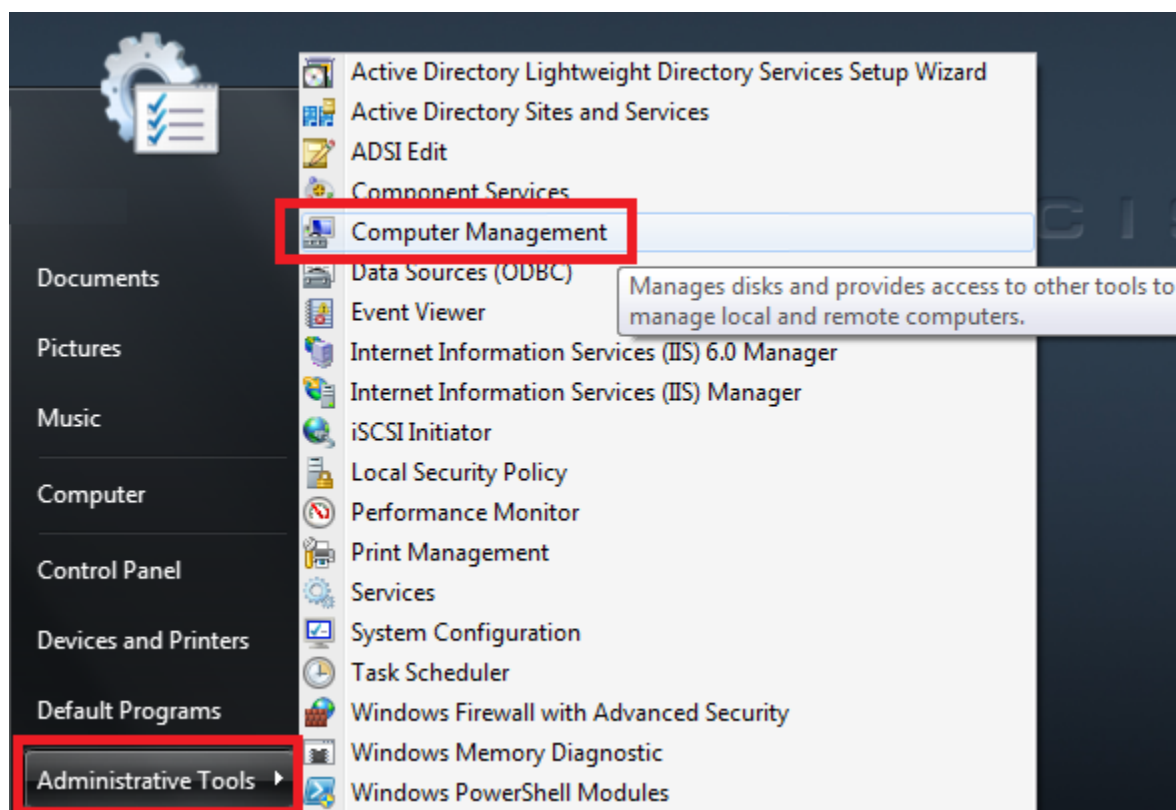 Active Directory Lightweight Directory Services Setup Wizard
Active Directory Sites and Services
ADSI Edit
Component Services
Computer Management
Data Sources (ODBC)
Manages disks and provides access to other tools to
manage local and remote computers.
Event Viewer
Internet Information Services (IIS) 6.0 Manager
Internet Information Services (IIS) Manager
iSCSI Initiator
Local Security Policy
Performance Monitor
Print Management
Services
System Configuration
Task Scheduler
Windows Firewall with Advanced Security
Windows Memory Diagnostic
Windows PowerShell Modules
Documents
Pictures
Music
Computer
Control Panel
Devices and Printers
Default Programs
Administrative Tools